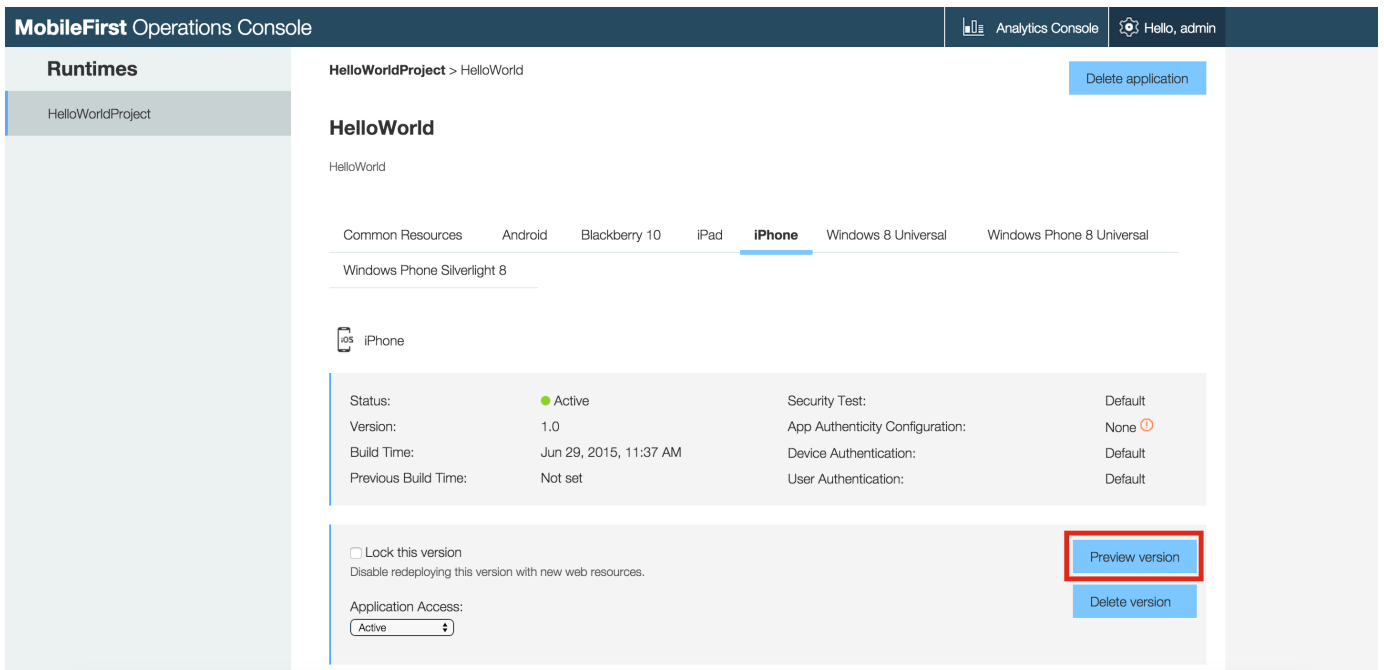 MobileFirst Operations Console
Analytics Console
Hello, admin
Runtimes
HelloWorldProject
HelloWorldProject > HelloWorld
Delete application
HelloWorld
HelloWorld
Common Resources Android Blackberry 10 iPad iPhone Windows 8 Universal Windows Phone 8 Universal
Windows Phone Silverlight 8
iOS iPhone
Status: Active Security Test: Default
Version: 1.0 App Authenticity Configuration: None
Build Time: Jun 29, 2015, 11:37 AM Device Authentication: Default
Previous Build Time: Not set User Authentication: Default
Lock this version
Disable redeploying this version with new web resources.
Preview version
Delete version
Application Access:
Active